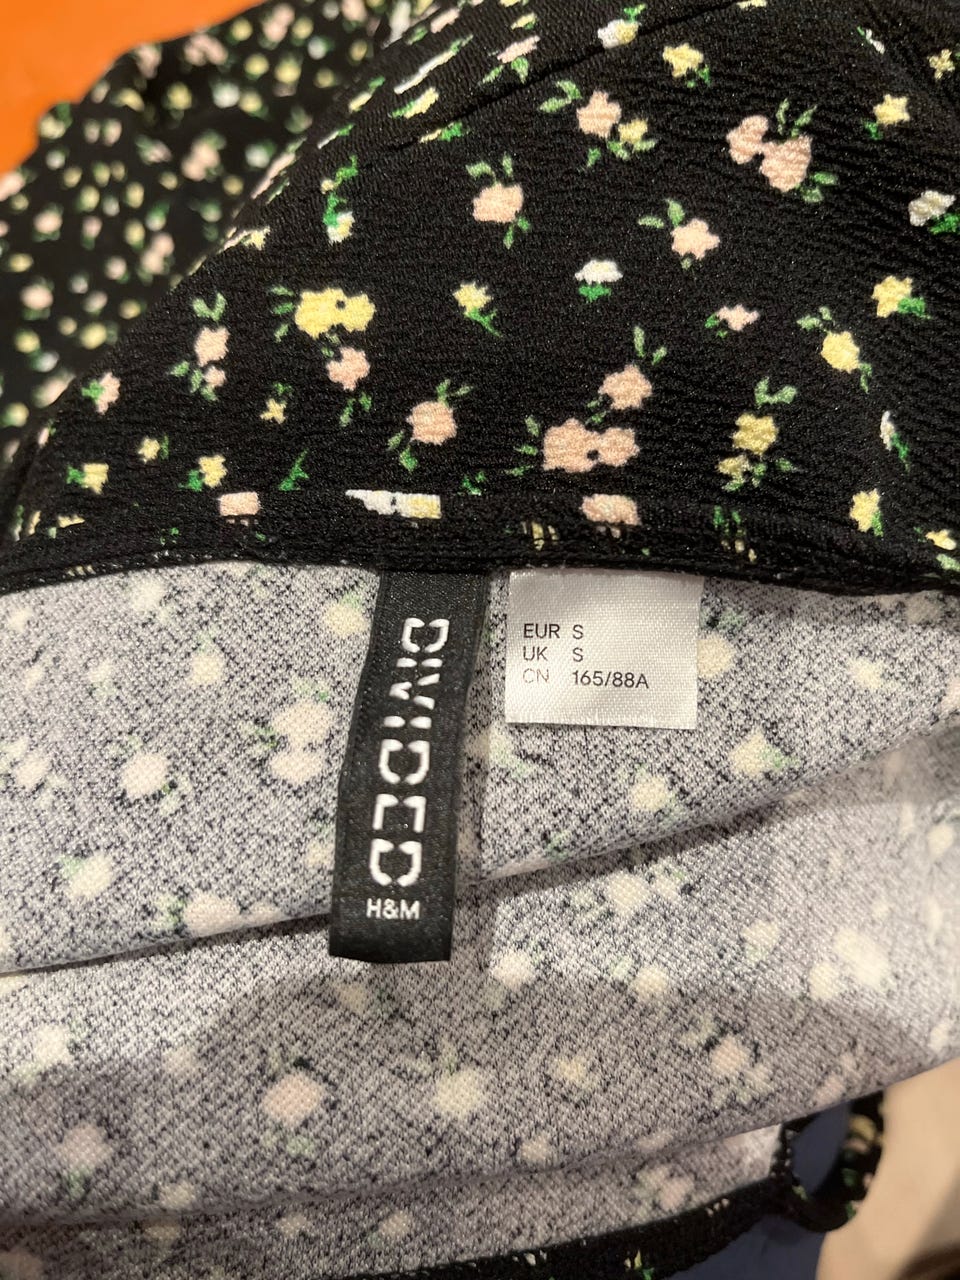 DIVIDED
H&M
EUR S
UK S
CN 165/88A